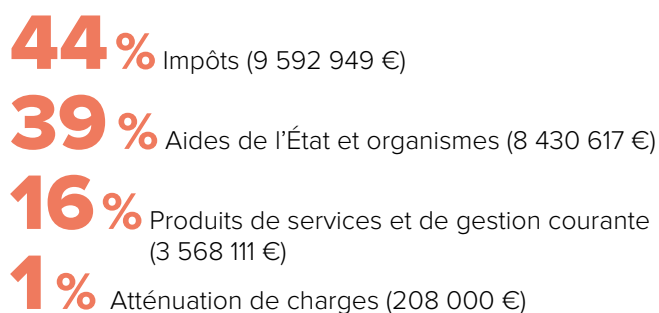 44 % Impôts (9 592 949 €)
39 % Aides de l’État et organismes (8 430 617 €)
16 % Produits de services et de gestion courante
(3 568 111 €)
1 % Atténuation de charges (208 000 €)